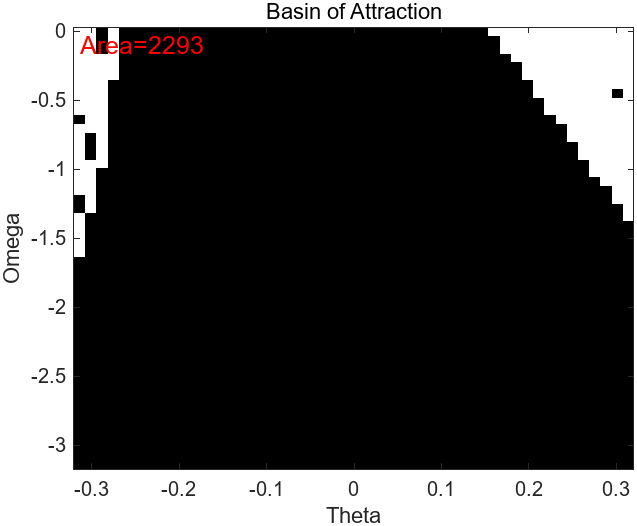 Basin of Attraction
Area=2293
0
-0.5
-1
-1.5
-2
-2.5
-3
Omega
-0.3 -0.2 -0.1 0 0.1 0.2 0.3
Theta